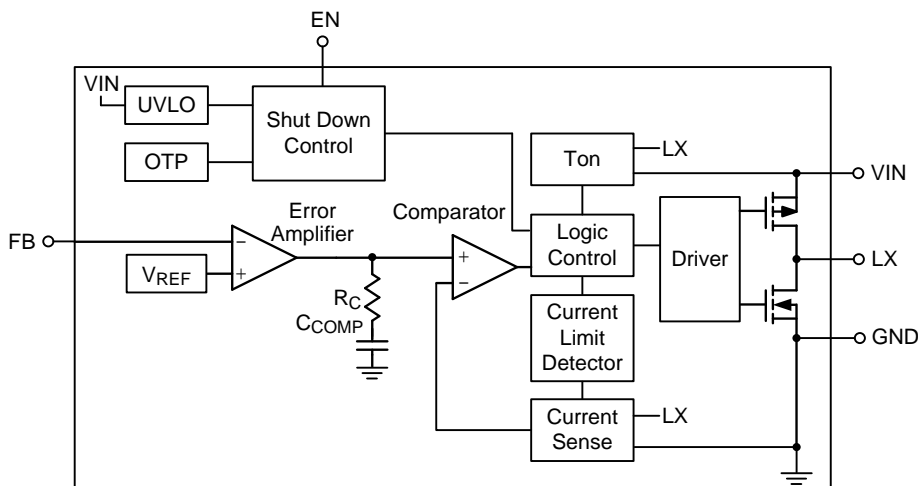 EN
VIN
UVLO
Shut Down
Control
OTP
Ton
LX
VIN
Error
Amplifier
Comparator
FB
−
+
VREF
+
−
Logic
Control
Driver
LX
RC
CCOMP
Current
Limit
Detector
GND
Current
Sense
LX